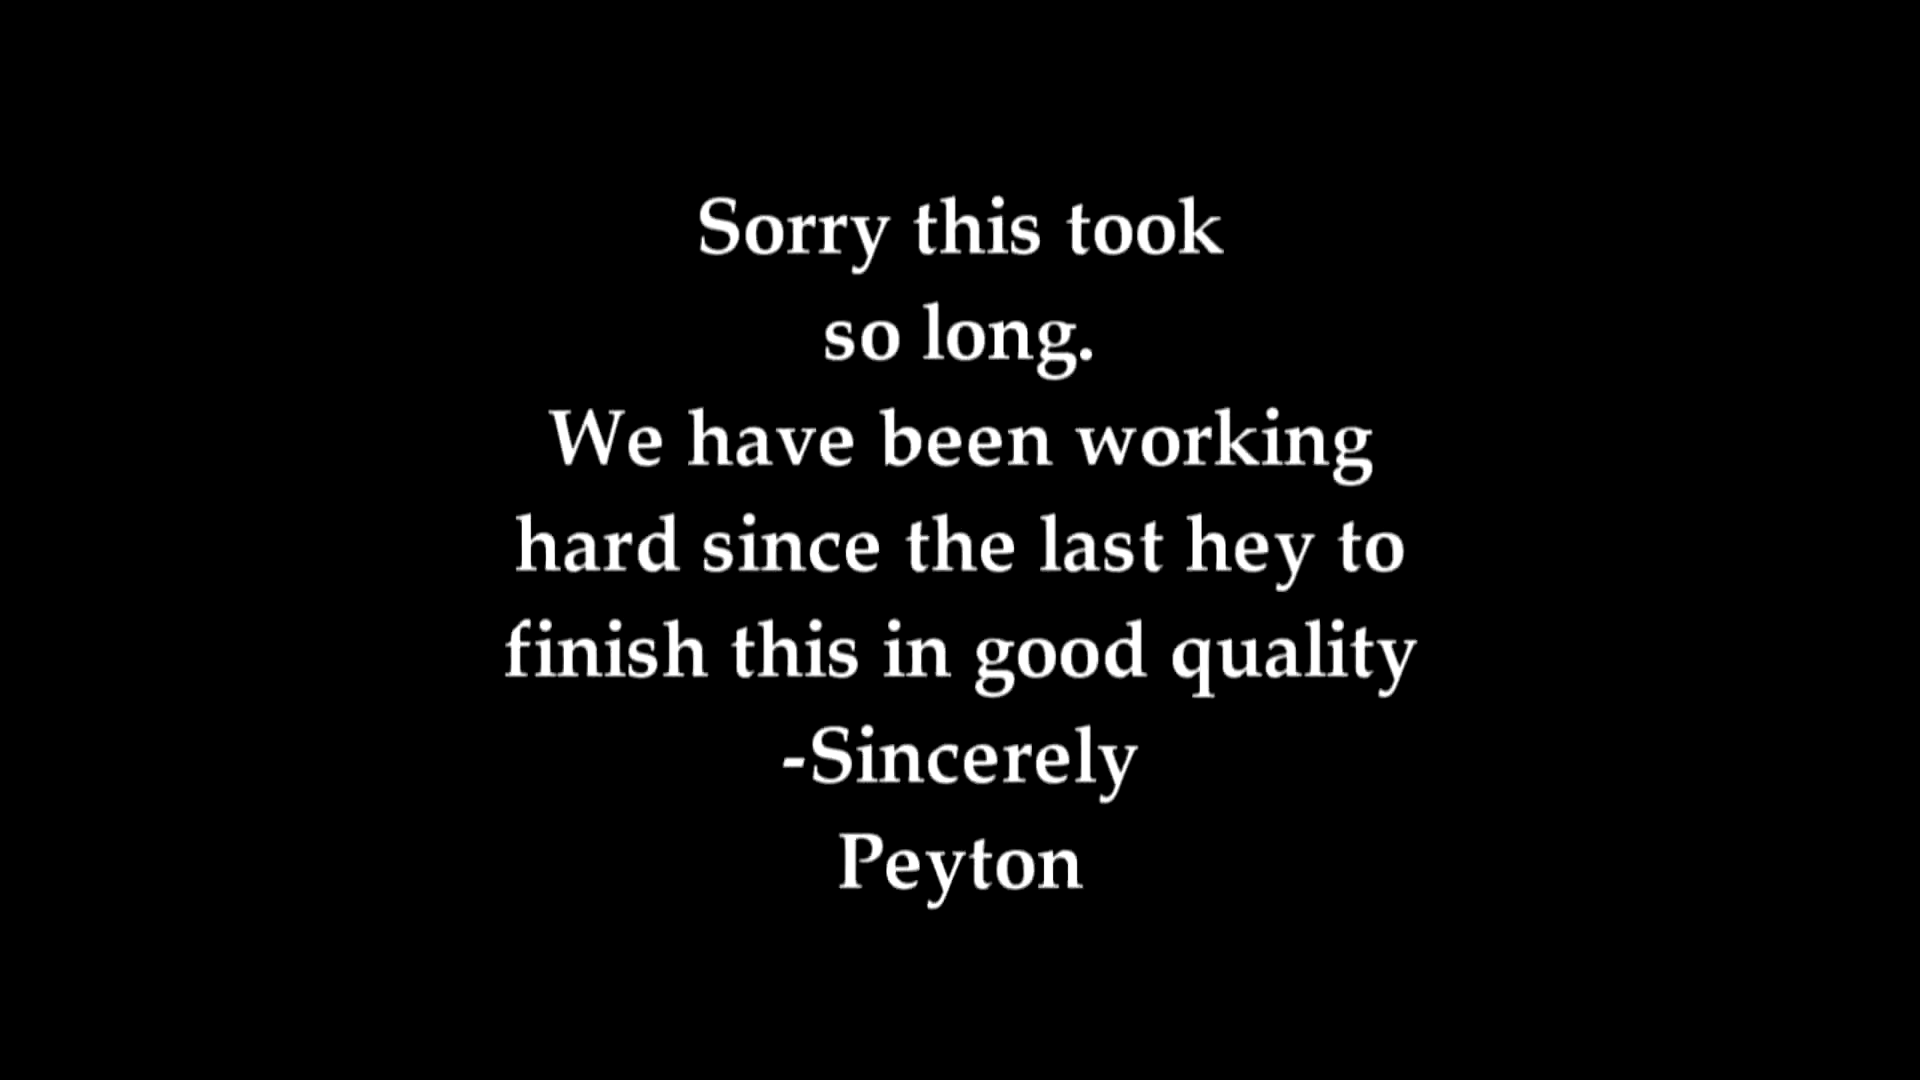 Sorry this took
so long.
We have been working
hard since the last hey to
finish this in good quality
-Sincerely
Peyton